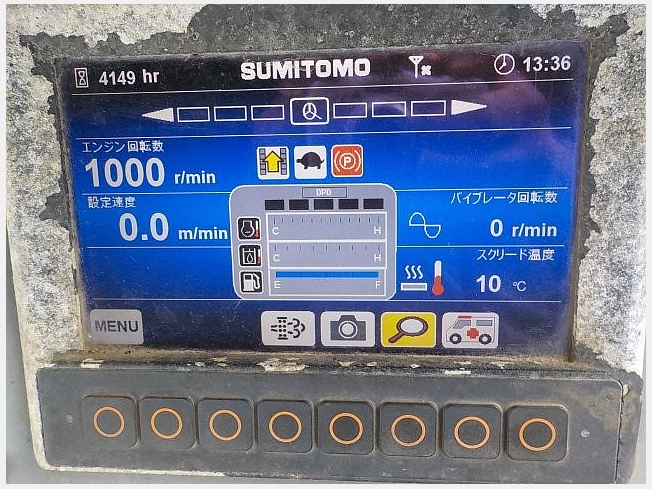 4149 hr SUMITOMO 13:36
エンジン回転数
1000 r/min
P
設定速度
0.0 m/min
DPD
C H
C H
E F
バイブレータ回転数
0 r/min
スクリード温度
10 ℃
MENU